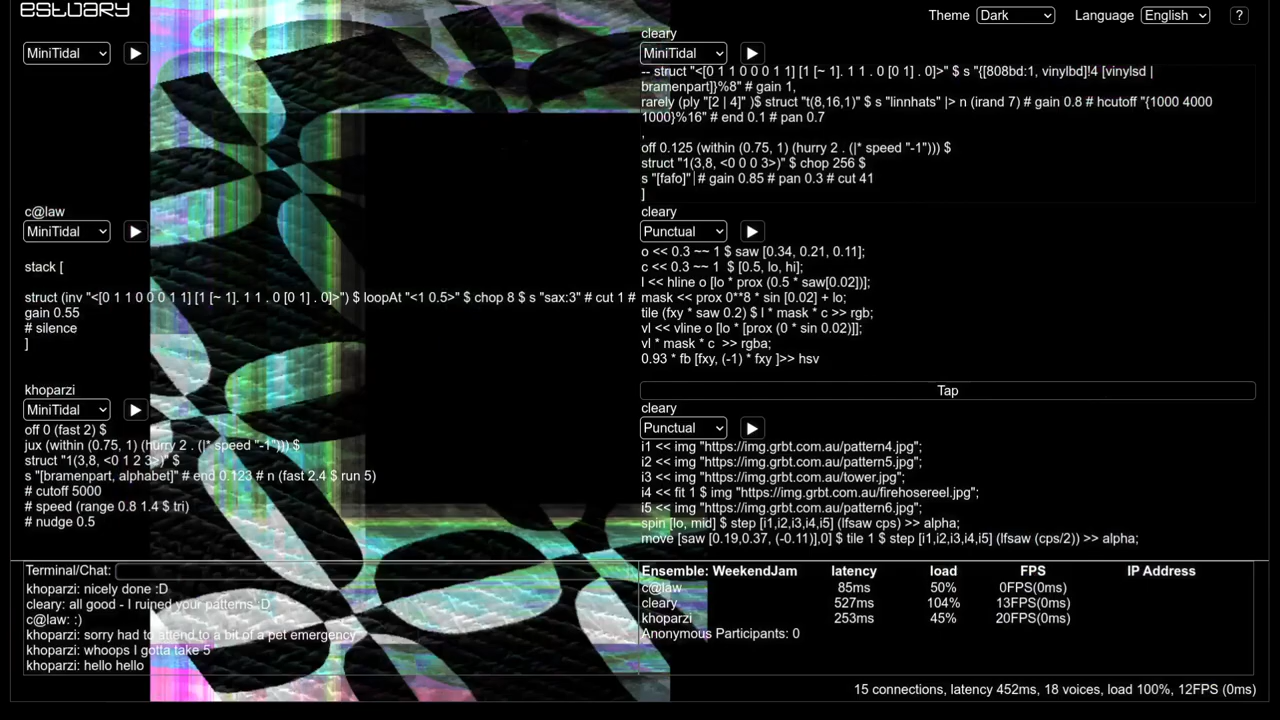 estuary
Theme Dark Language English ?
MiniTidal
cleary
MiniTidal
-- struct "<[0 1 1 0 0 0 1 1] [1 [~ 1]. 1 1 . 0 [0 1] . 0]>" $ s "{[808bd:1, vinylbd]!4 [vinylsd |
bramenpart]}%8" # gain 1,
rarely (ply "[2 | 4]" )$ struct "t(8,16,1)" $ s "linnhats" |> n (irand 7) # gain 0.8 # hcutoff "{1000 4000
1000}%16" # end 0.1 # pan 0.7
,
off 0.125 (within (0.75, 1) (hurry 2 . (|* speed "-1"))) $
struct "1(3,8, <0 0 0 3>)" $ chop 256 $
s "[fafo]" # gain 0.85 # pan 0.3 # cut 41
]
c@law
MiniTidal
stack [
struct (inv "<[0 1 1 0 0 0 1 1] [1 [~ 1]. 1 1 . 0 [0 1] . 0]>") $ loopAt "<1 0.5>" $ chop 8 $ s "sax:3" # cut 1 #
gain 0.55
# silence
]
cleary
Punctual
o << 0.3 ~~ 1 $ saw [0.34, 0.21, 0.11];
c << 0.3 ~~ 1  $ [0.5, lo, hi];
l << hline o [lo * prox (0.5 * saw[0.02])];
mask << prox 0**8 * sin [0.02] + lo;
tile (fxy * saw 0.2) $ l * mask * c >> rgb;
vl << vline o [lo * [prox (0 * sin 0.02)]];
vl * mask * c  >> rgba;
0.93 * fb [fxy, (-1) * fxy ]>> hsv
khoparzi
MiniTidal
off 0 (fast 2) $
jux (within (0.75, 1) (hurry 2 . (|* speed "-1"))) $
struct "1(3,8, <0 1 2 3>)" $
s "[bramenpart, alphabet]" # end 0.123 # n (fast 2.4 $ run 5)
# cutoff 5000
# speed (range 0.8 1.4 $ tri)
# nudge 0.5
Tap
cleary
Punctual
i1 << img "https://img.grbt.com.au/pattern4.jpg";
i2 << img "https://img.grbt.com.au/pattern5.jpg";
i3 << img "https://img.grbt.com.au/tower.jpg";
i4 << fit 1 $ img "https://img.grbt.com.au/firehosereel.jpg";
i5 << img "https://img.grbt.com.au/pattern6.jpg";
spin [lo, mid] $ step [i1,i2,i3,i4,i5] (lfsaw cps) >> alpha;
move [saw [0.19,0.37, (-0.11)],0] $ tile 1 $ step [i1,i2,i3,i4,i5] (lfsaw (cps/2)) >> alpha;
Terminal/Chat:
khoparzi: nicely done :D
cleary: all good - I ruined your patterns :D
c@law: :)
khoparzi: sorry had to attend to a bit of a pet emergency
khoparzi: whoops I gotta take 5
khoparzi: hello hello
Ensemble: WeekendJam latency load FPS IP Address
c@law 85ms 50% 0FPS(0ms)
cleary 527ms 104% 13FPS(0ms)
khoparzi 253ms 45% 20FPS(0ms)
Anonymous Participants: 0
15 connections, latency 452ms, 18 voices, load 100%, 12FPS (0ms)